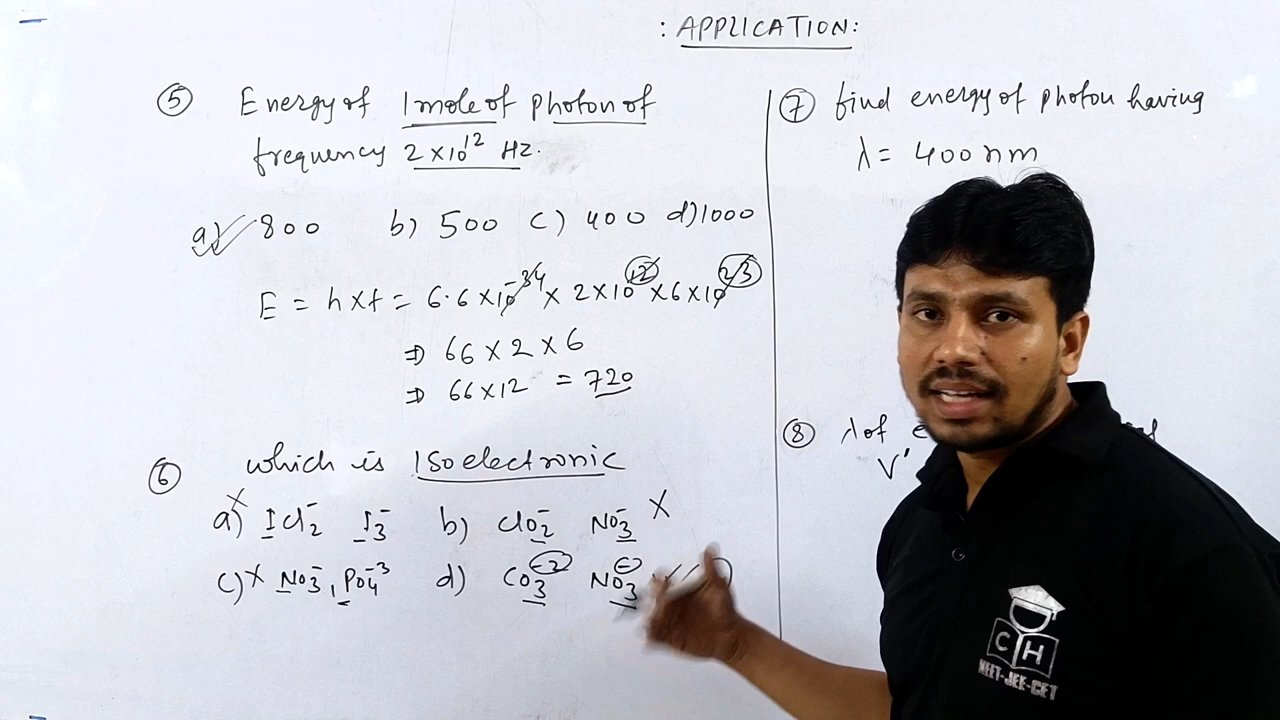 : APPLICATION:
⑤ Energy of 1 mole of photon of
frequency 2×10¹² Hz.
a) 800 b) 500 c) 400 d) 1000
E = h×f = 6.6×10⁻³⁴ × 2×10¹² × 6×10²³
⇒ 66×2×6
⇒ 66×12 = 720
⑥ which is Isoelectronic
a) ICl₂⁻ I₃⁻ b) ClO₂⁻ NO₃⁻ X
c) X NO₃⁻, PO₄⁻³ d) CO₃⁻² NO₃⁻
⑦ find energy of photon having
λ = 400 nm
⑧ λ of
V'
CH
NEET-JEE-CET